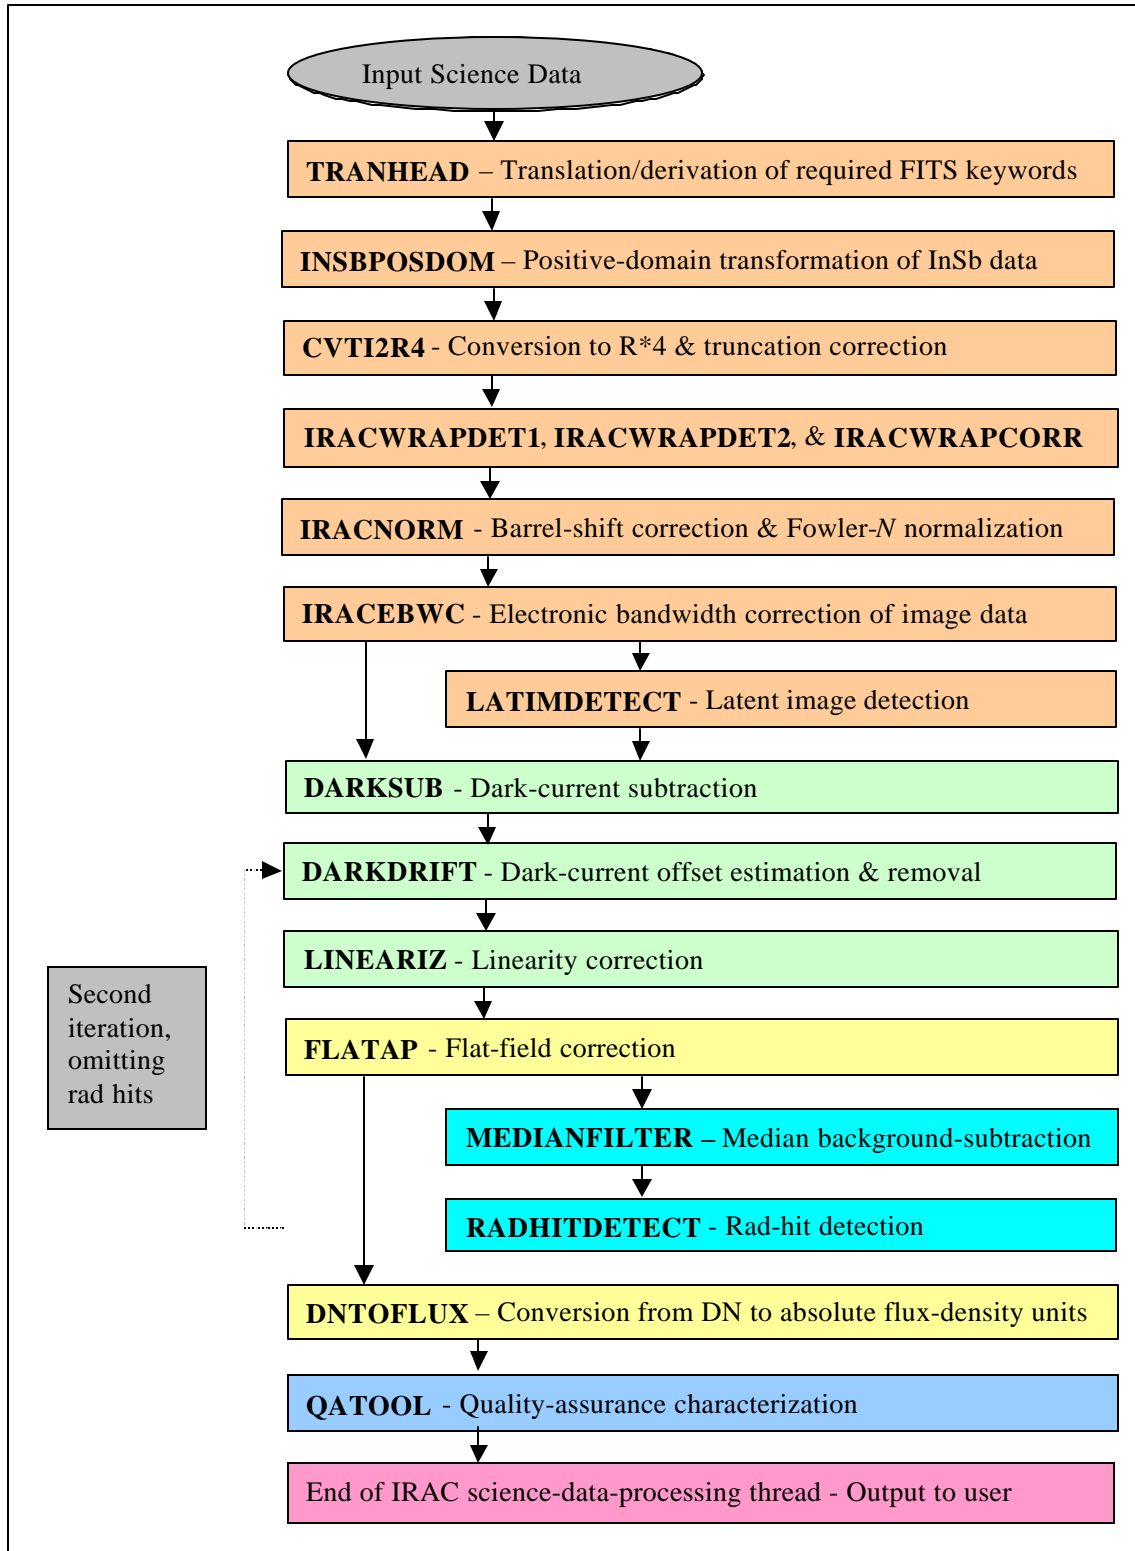 Input Science Data
TRANHEAD – Translation/derivation of required FITS keywords
INSBPOSDOM – Positive-domain transformation of InSb data
CVTI2R4 - Conversion to R*4 & truncation correction
IRACWRAPDET1, IRACWRAPDET2, & IRACWRAPCORR
IRACNORM - Barrel-shift correction & Fowler-N normalization
IRACEBWC - Electronic bandwidth correction of image data
LATIMDETECT - Latent image detection
DARKSUB - Dark-current subtraction
DARKDRIFT - Dark-current offset estimation & removal
LINEARIZ - Linearity correction
Second
iteration,
omitting
rad hits
FLATAP - Flat-field correction
MEDIANFILTER – Median background-subtraction
RADHITDETECT - Rad-hit detection
DNTOFLUX – Conversion from DN to absolute flux-density units
QATOOL - Quality-assurance characterization
End of IRAC science-data-processing thread - Output to user